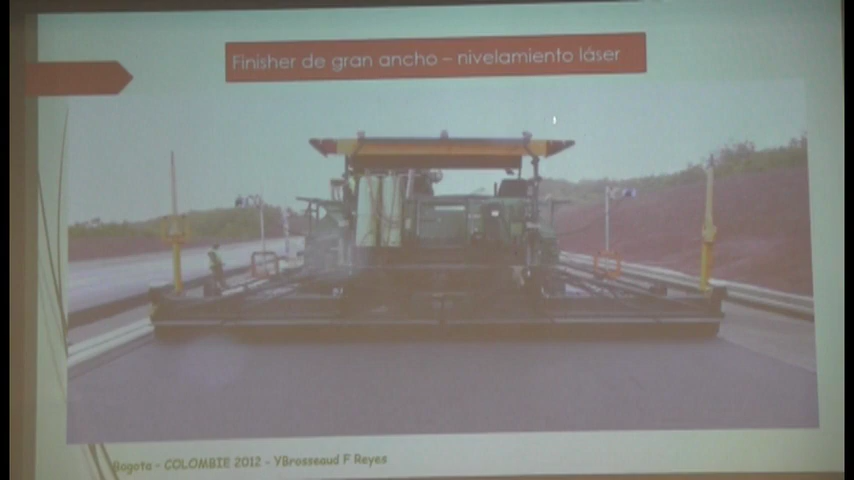 Finisher de gran ancho – nivelamiento láser
Bogota - COLOMBIE 2012 - YBrosseaud F Reyes